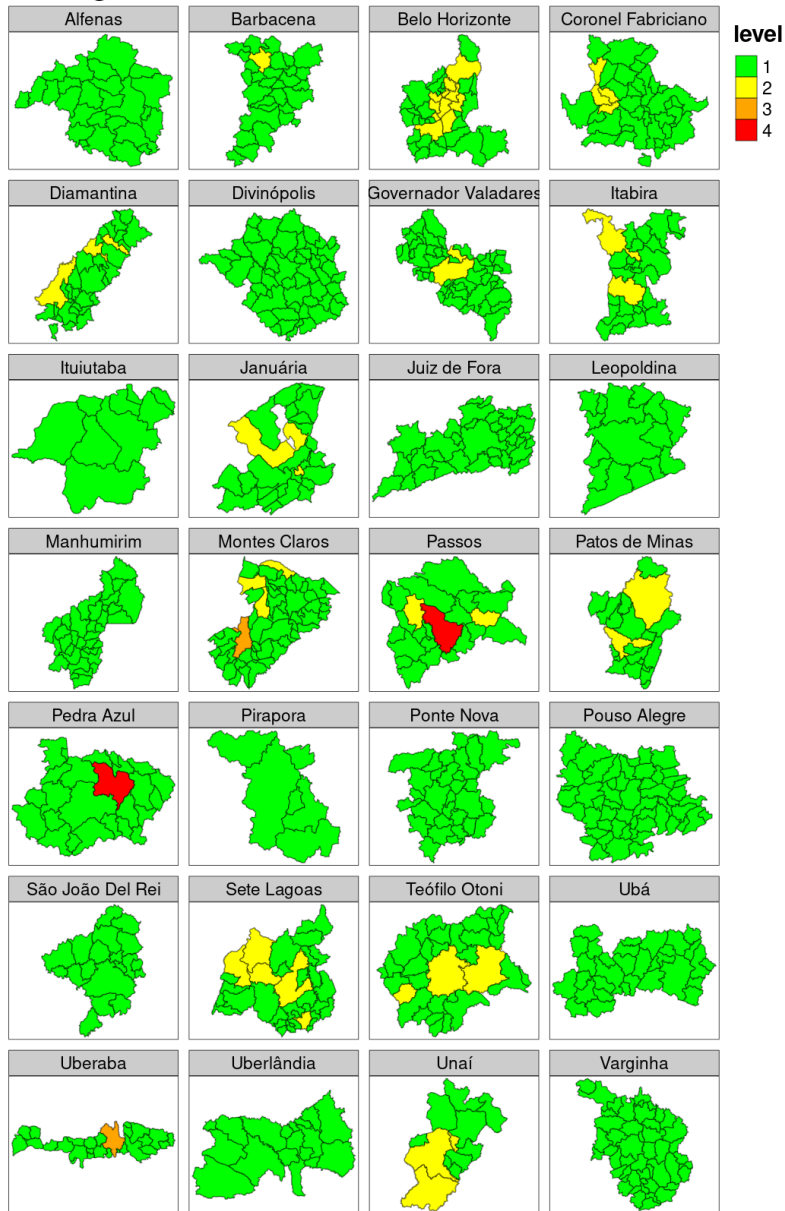 Alfenas
Barbacena
Belo Horizonte
Coronel Fabriciano
level
1
2
3
4
Diamantina
Divinópolis
Governador Valadares
Itabira
Ituiutaba
Januária
Juiz de Fora
Leopoldina
Manhumirim
Montes Claros
Passos
Patos de Minas
Pedra Azul
Pirapora
Ponte Nova
Pouso Alegre
São João Del Rei
Sete Lagoas
Teófilo Otoni
Ubá
Uberaba
Uberlândia
Unaí
Varginha